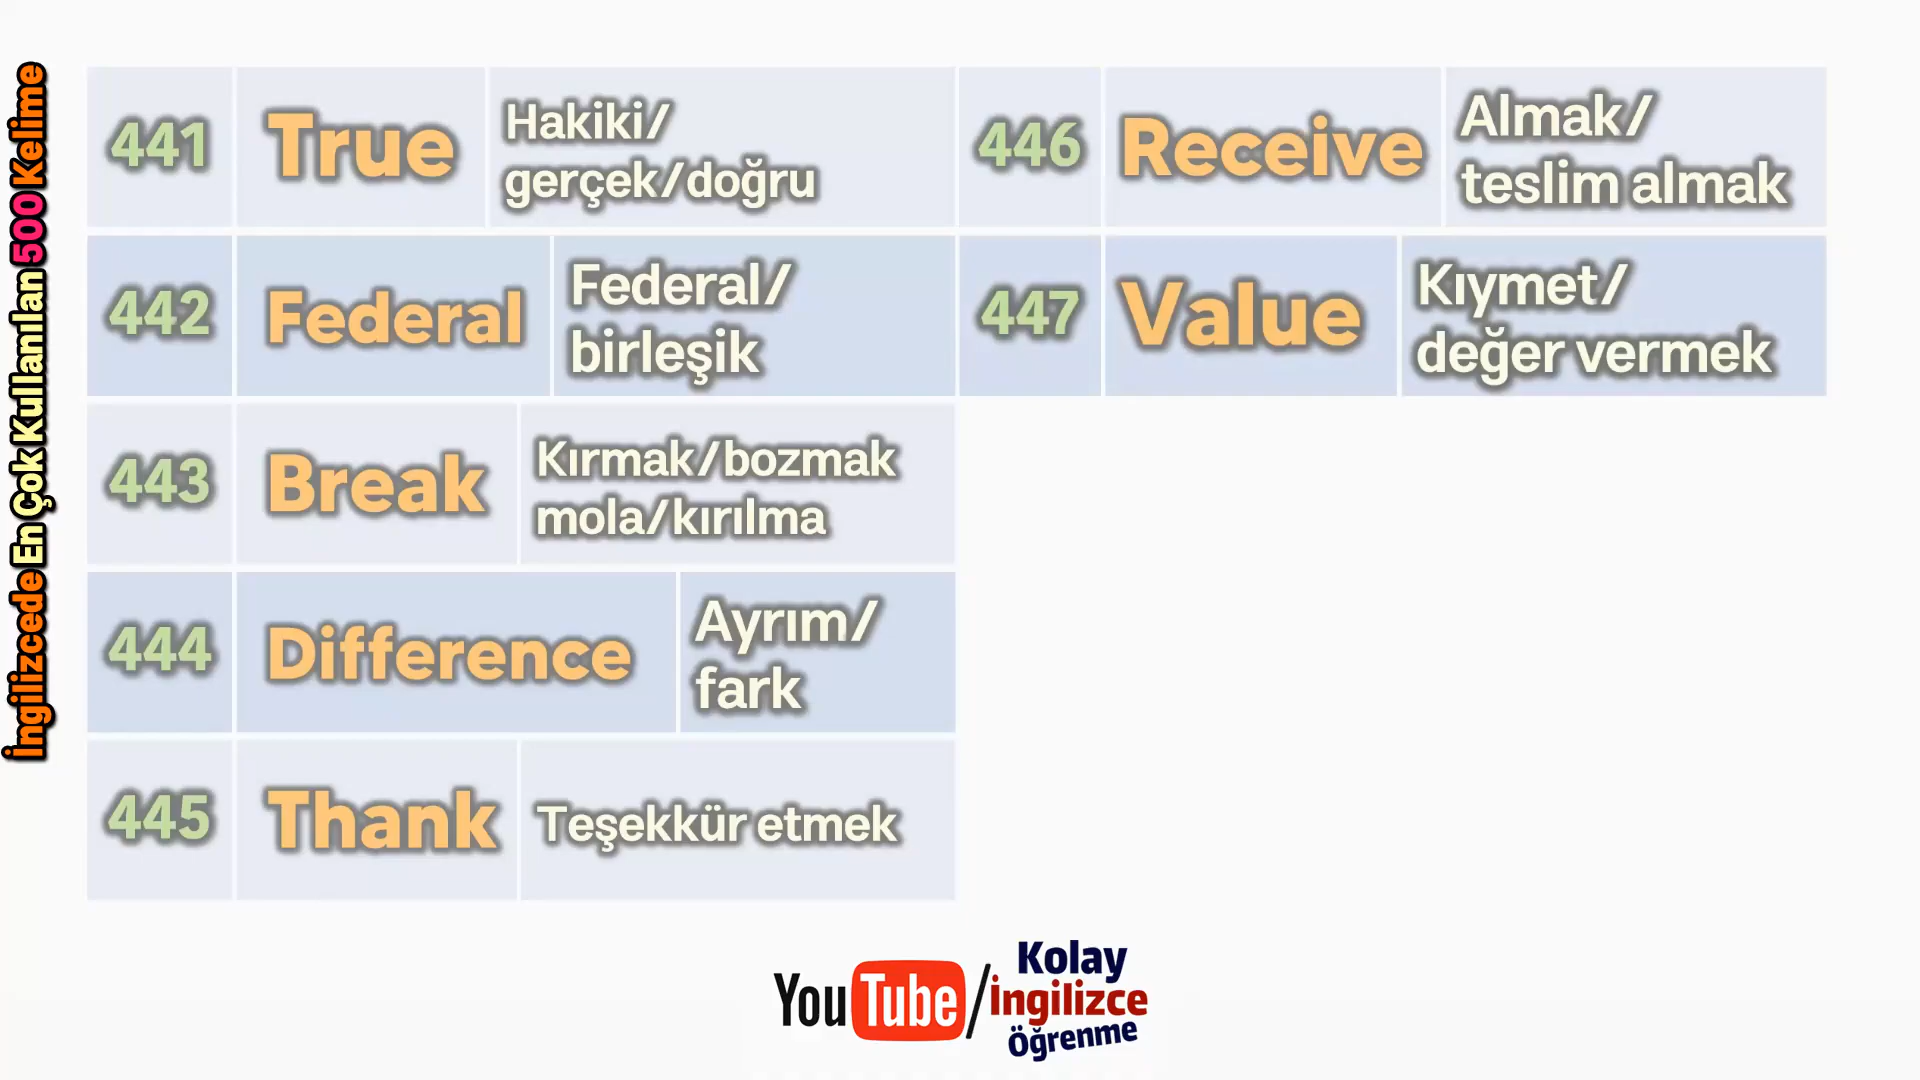 İngilizcede En Çok Kullanılan 500 Kelime
441 True Hakiki/
gerçek/doğru
442 Federal Federal/
birleşik
443 Break Kırmak/bozmak
mola/kırılma
444 Difference Ayrım/
fark
445 Thank Teşekkür etmek
446 Receive Almak/
teslim almak
447 Value Kıymet/
değer vermek
YouTube/Kolay
İngilizce
Öğrenme